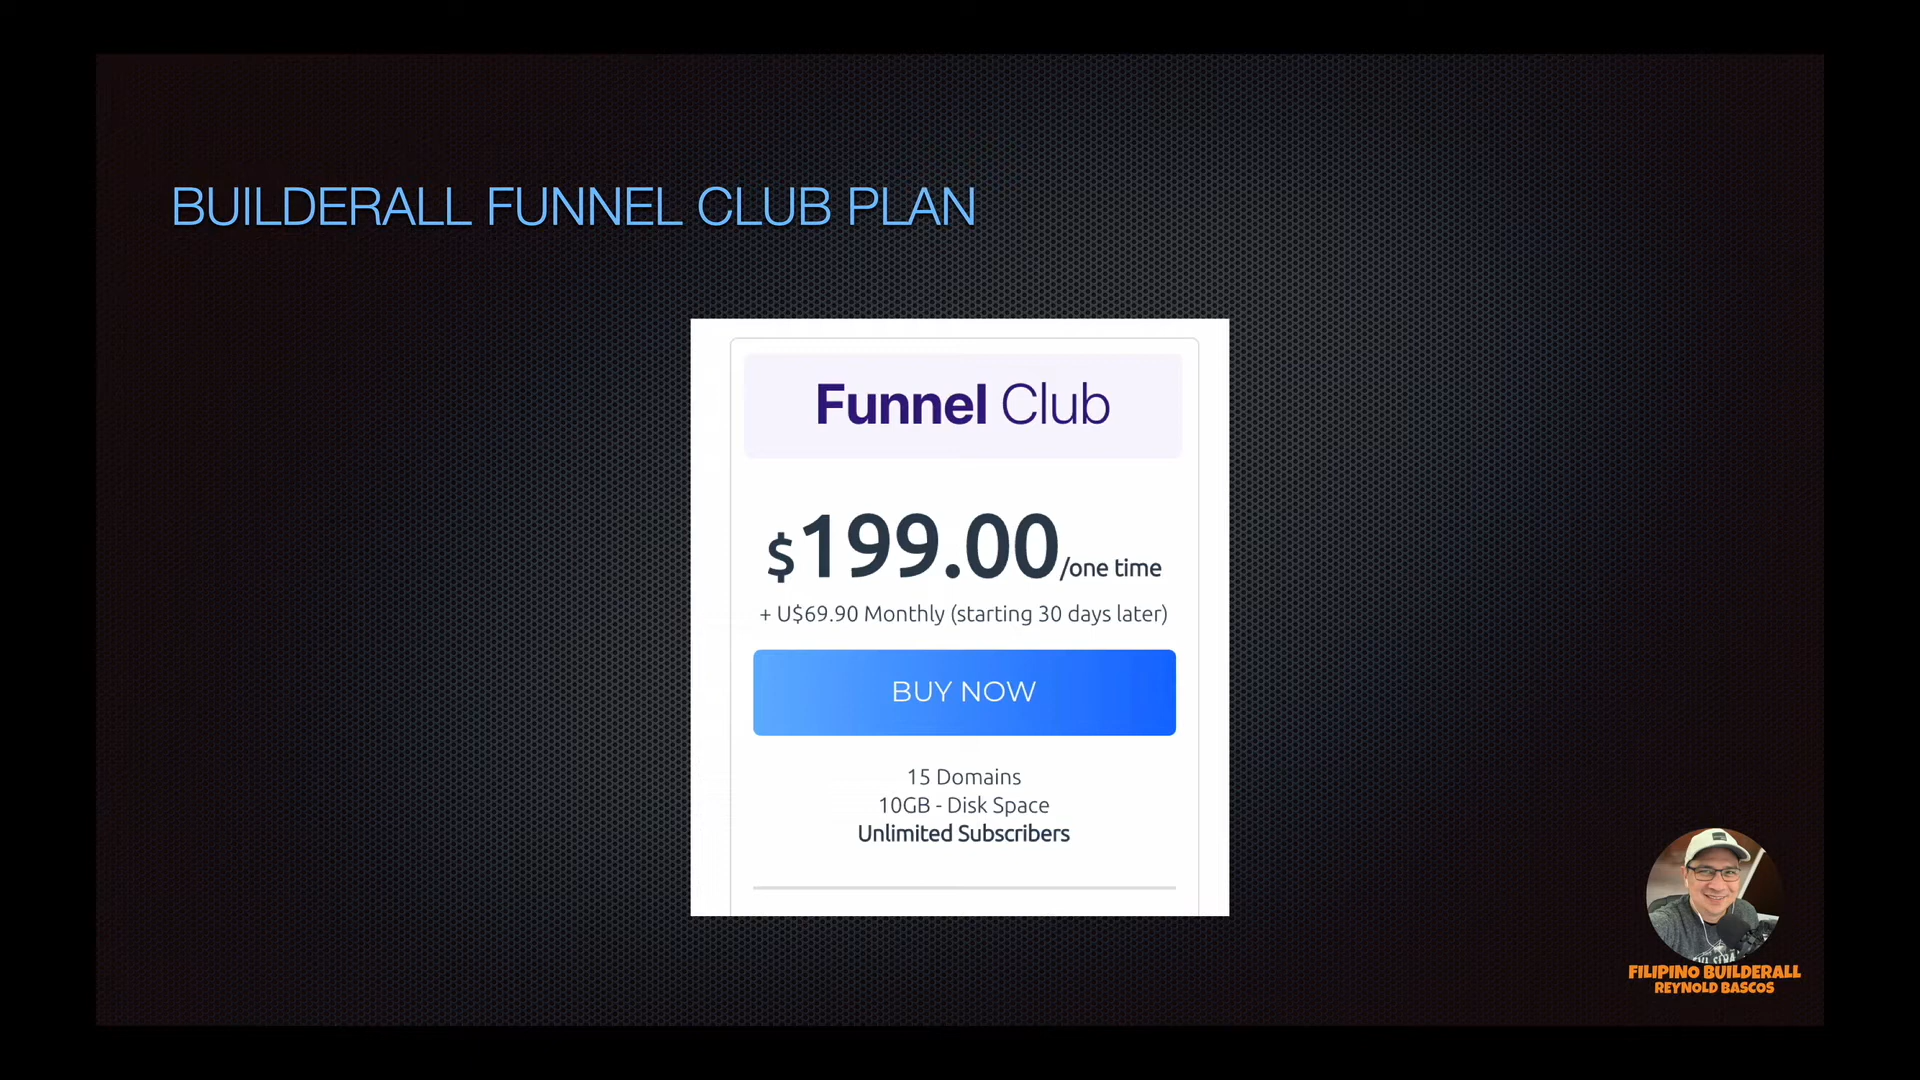 BUILDERALL FUNNEL CLUB PLAN
Funnel Club
$199.00/one time
+ U$69.90 Monthly (starting 30 days later)
BUY NOW
15 Domains
10GB - Disk Space
Unlimited Subscribers
FILIPINO BUILDERALL
REYNOLD BASCOS